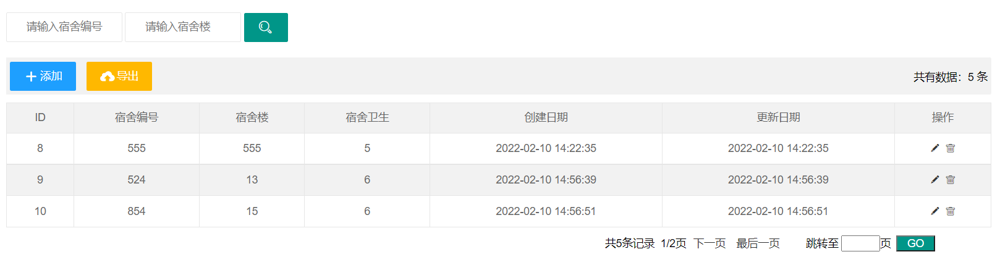 请输入宿舍编号 请输入宿舍楼
添加 导出 共有数据：5 条
ID 宿舍编号 宿舍楼 宿舍卫生 创建日期 更新日期 操作
8 555 555 5 2022-02-10 14:22:35 2022-02-10 14:22:35
9 524 13 6 2022-02-10 14:56:39 2022-02-10 14:56:39
10 854 15 6 2022-02-10 14:56:51 2022-02-10 14:56:51
共5条记录 1/2页 下一页 最后一页 跳转至 页 GO